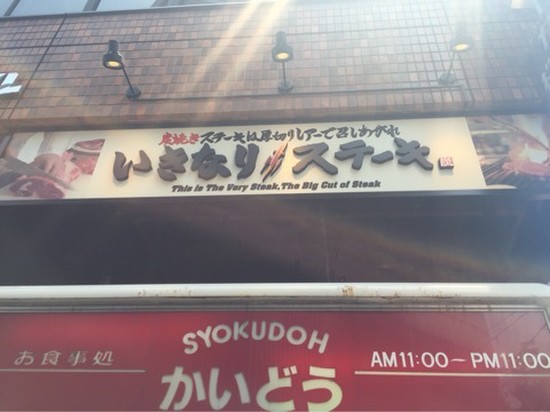 炭焼きステーキは厚切りレアーで召しあがれ
いきなりステーキ
This is The Very Steak, The Big Cut of Steak
SYOKUDOH
お食事処
AM11:00〜PM11:00
かいどう